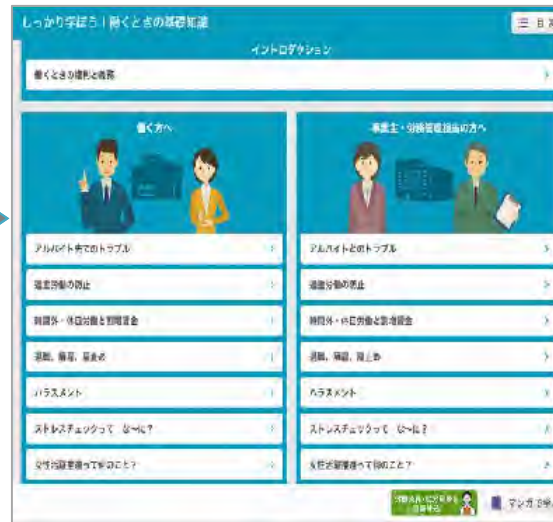 しっかり学ぼう！働くときの基礎知識
目次
イントロダクション
働くときの権利と義務
働く方へ
事業主・労務管理担当の方へ
アルバイト先でのトラブル
アルバイトとのトラブル
過重労働の防止
過重労働の防止
時間外・休日労働と割増賃金
時間外・休日労働と割増賃金
退職、解雇、雇止め
退職、解雇、雇止め
ハラスメント
ハラスメント
ストレスチェックって な～に？
ストレスチェックって な～に？
女性活躍推進って何のこと？
女性活躍推進って何のこと？
マンガで